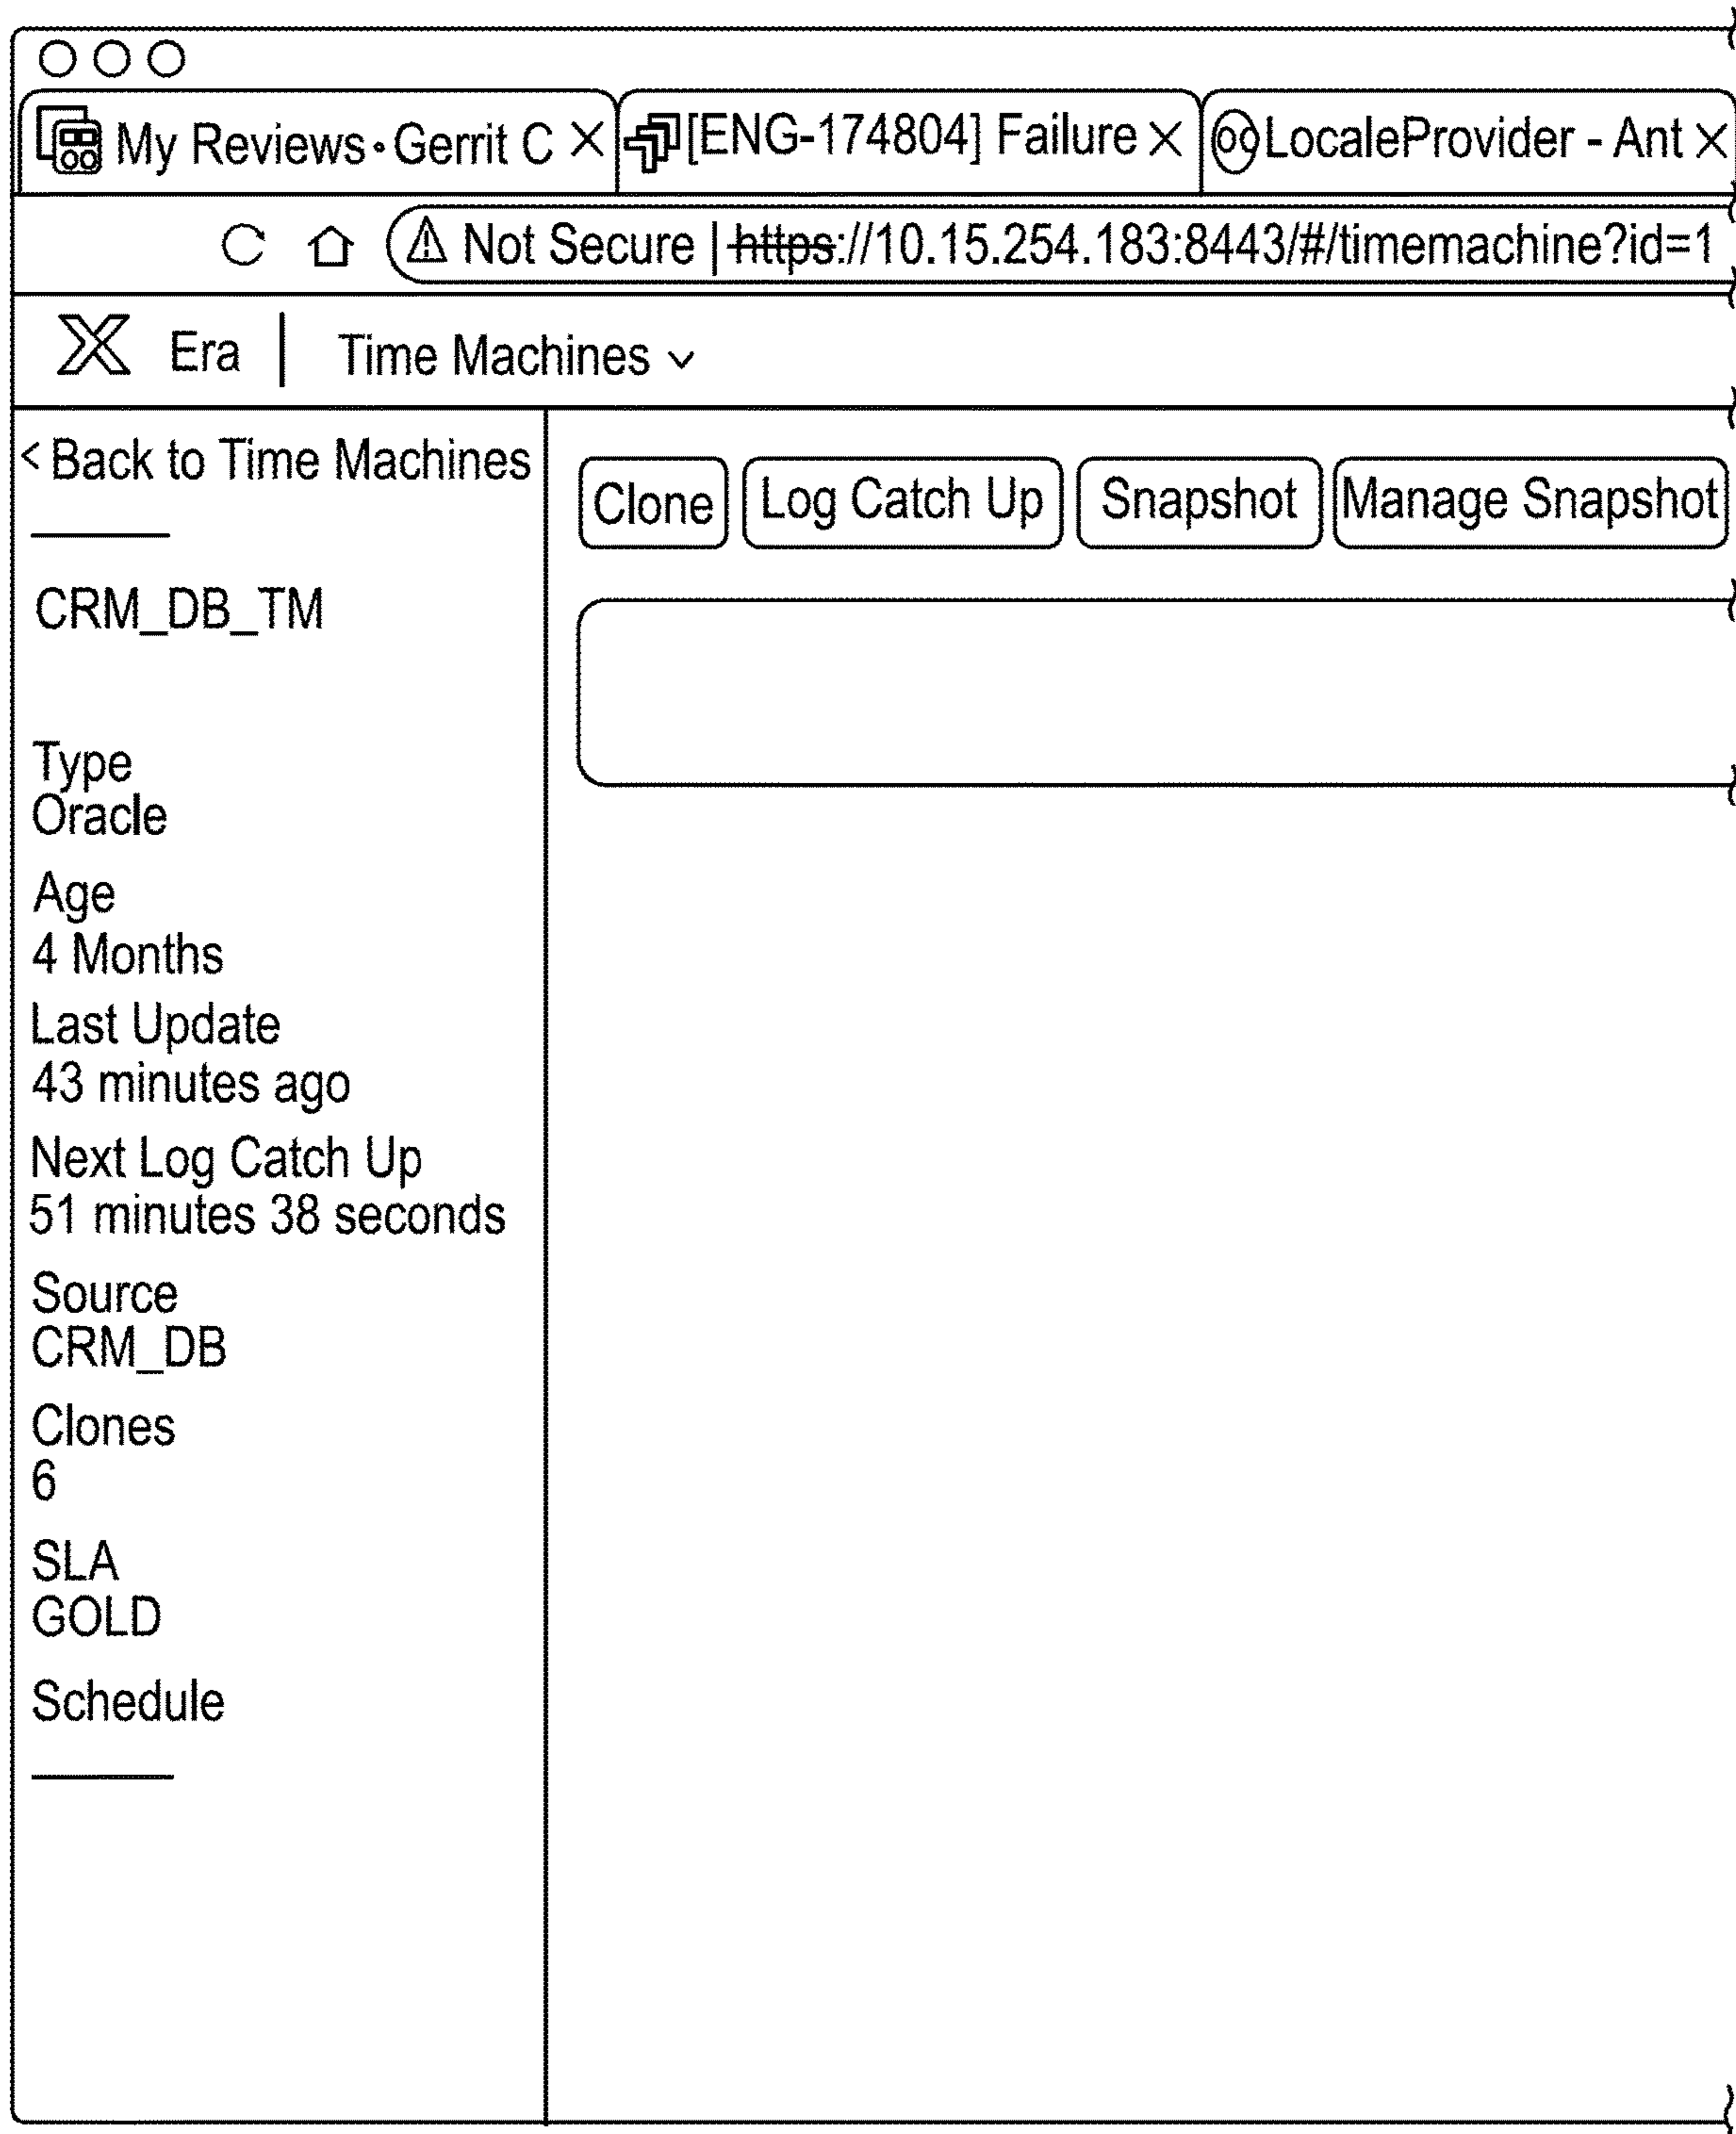 My Reviews • Gerrit C
[ENG-174804] Failure
LocaleProvider - Ant
Not Secure | https://10.15.254.183:8443/#/timemachine?id=1
Era | Time Machines
< Back to Time Machines
Clone
Log Catch Up
Snapshot
Manage Snapshot
CRM_DB_TM
Type
Oracle
Age
4 Months
Last Update
43 minutes ago
Next Log Catch Up
51 minutes 38 seconds
Source
CRM_DB
Clones
6
SLA
GOLD
Schedule